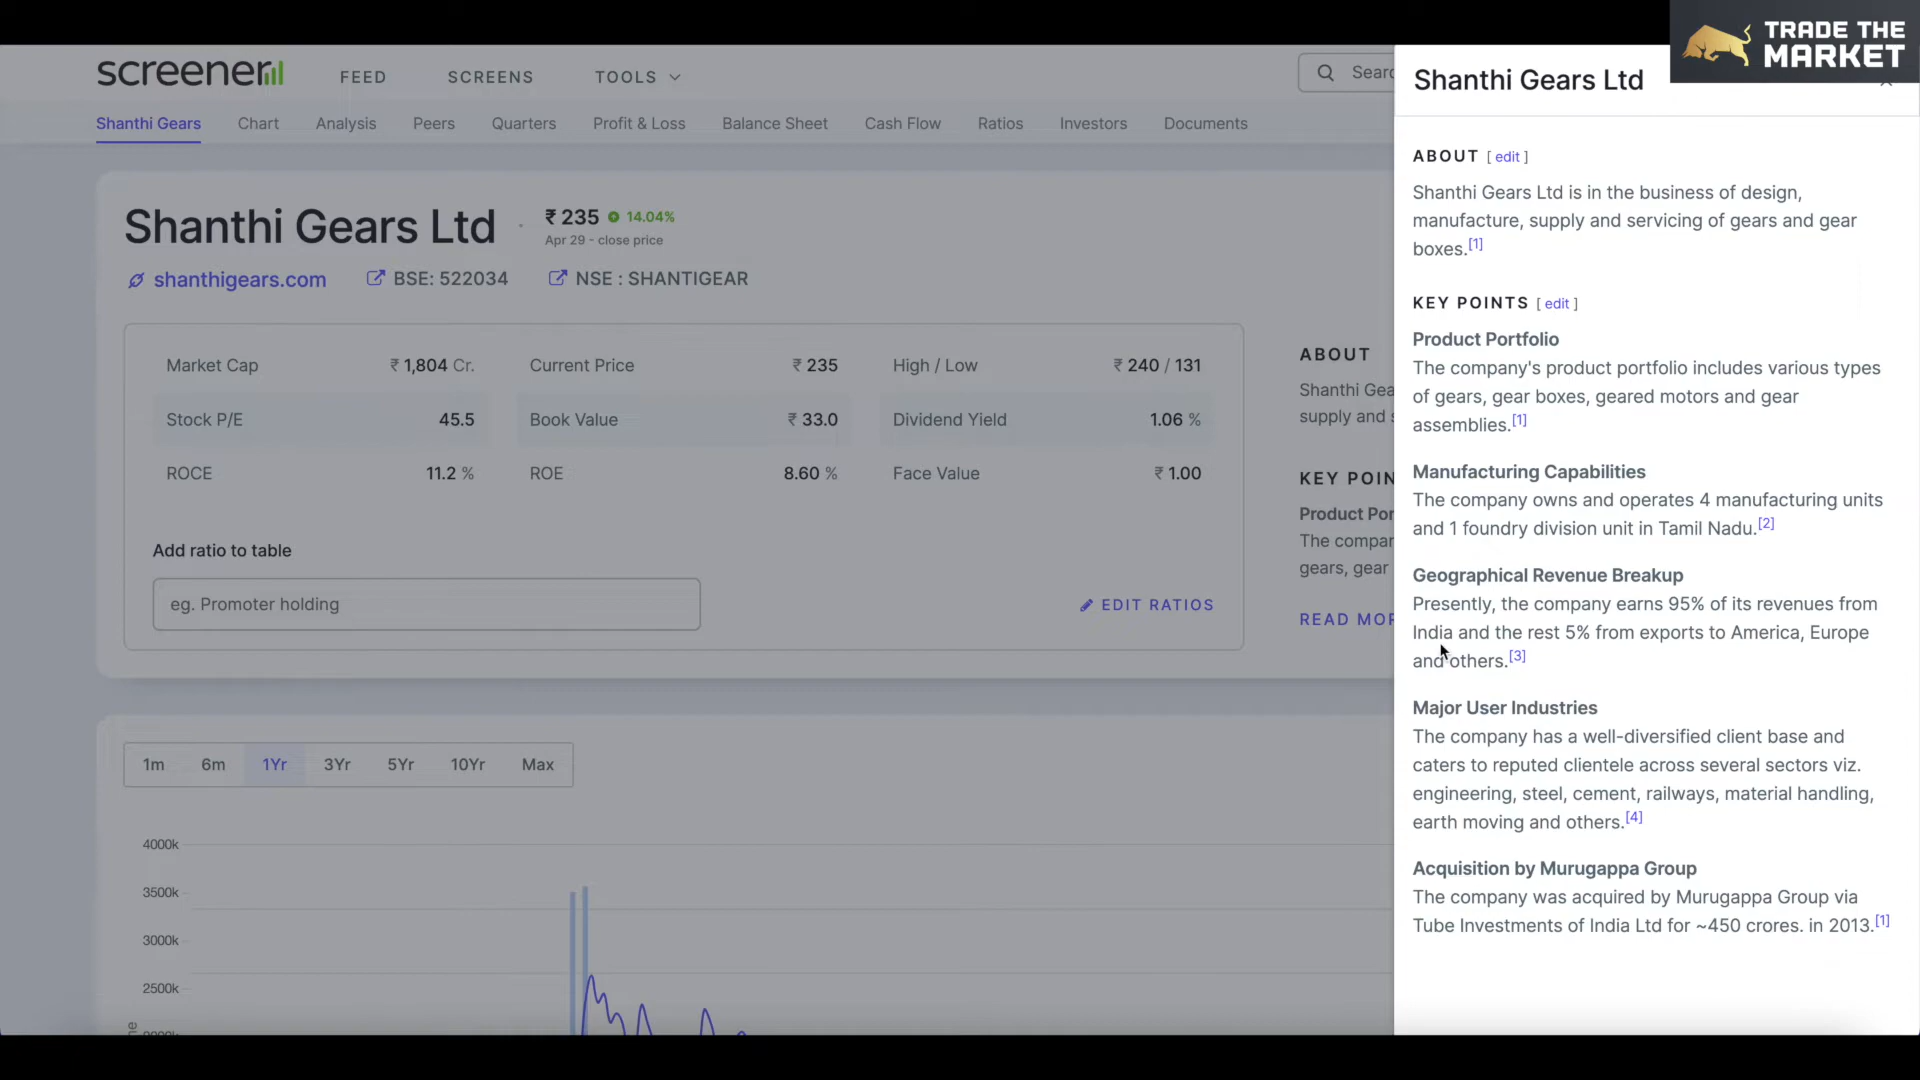 TRADE THE
MARKET
screener
FEED
SCREENS
TOOLS
Shanthi Gears
Chart
Analysis
Peers
Quarters
Profit & Loss
Balance Sheet
Cash Flow
Ratios
Investors
Documents
Shanthi Gears Ltd
₹ 235 14.04%
Apr 29 - close price
shanthigears.com
BSE: 522034
NSE : SHANTIGEAR
Market Cap ₹ 1,804 Cr.
Current Price ₹ 235
High / Low ₹ 240 / 131
Stock P/E 45.5
Book Value ₹ 33.0
Dividend Yield 1.06 %
ROCE 11.2 %
ROE 8.60 %
Face Value ₹ 1.00
Add ratio to table
eg. Promoter holding
EDIT RATIOS
ABOUT
Shanthi Gea
supply and s
KEY POIN
Product Por
The compar
gears, gear
READ MOR
1m 6m 1Yr 3Yr 5Yr 10Yr Max
4000k
3500k
3000k
2500k
Shanthi Gears Ltd
ABOUT [ edit ]
Shanthi Gears Ltd is in the business of design,
manufacture, supply and servicing of gears and gear
boxes.[1]
KEY POINTS [ edit ]
Product Portfolio
The company's product portfolio includes various types
of gears, gear boxes, geared motors and gear
assemblies.[1]
Manufacturing Capabilities
The company owns and operates 4 manufacturing units
and 1 foundry division unit in Tamil Nadu.[2]
Geographical Revenue Breakup
Presently, the company earns 95% of its revenues from
India and the rest 5% from exports to America, Europe
and others.[3]
Major User Industries
The company has a well-diversified client base and
caters to reputed clientele across several sectors viz.
engineering, steel, cement, railways, material handling,
earth moving and others.[4]
Acquisition by Murugappa Group
The company was acquired by Murugappa Group via
Tube Investments of India Ltd for ~450 crores. in 2013.[1]